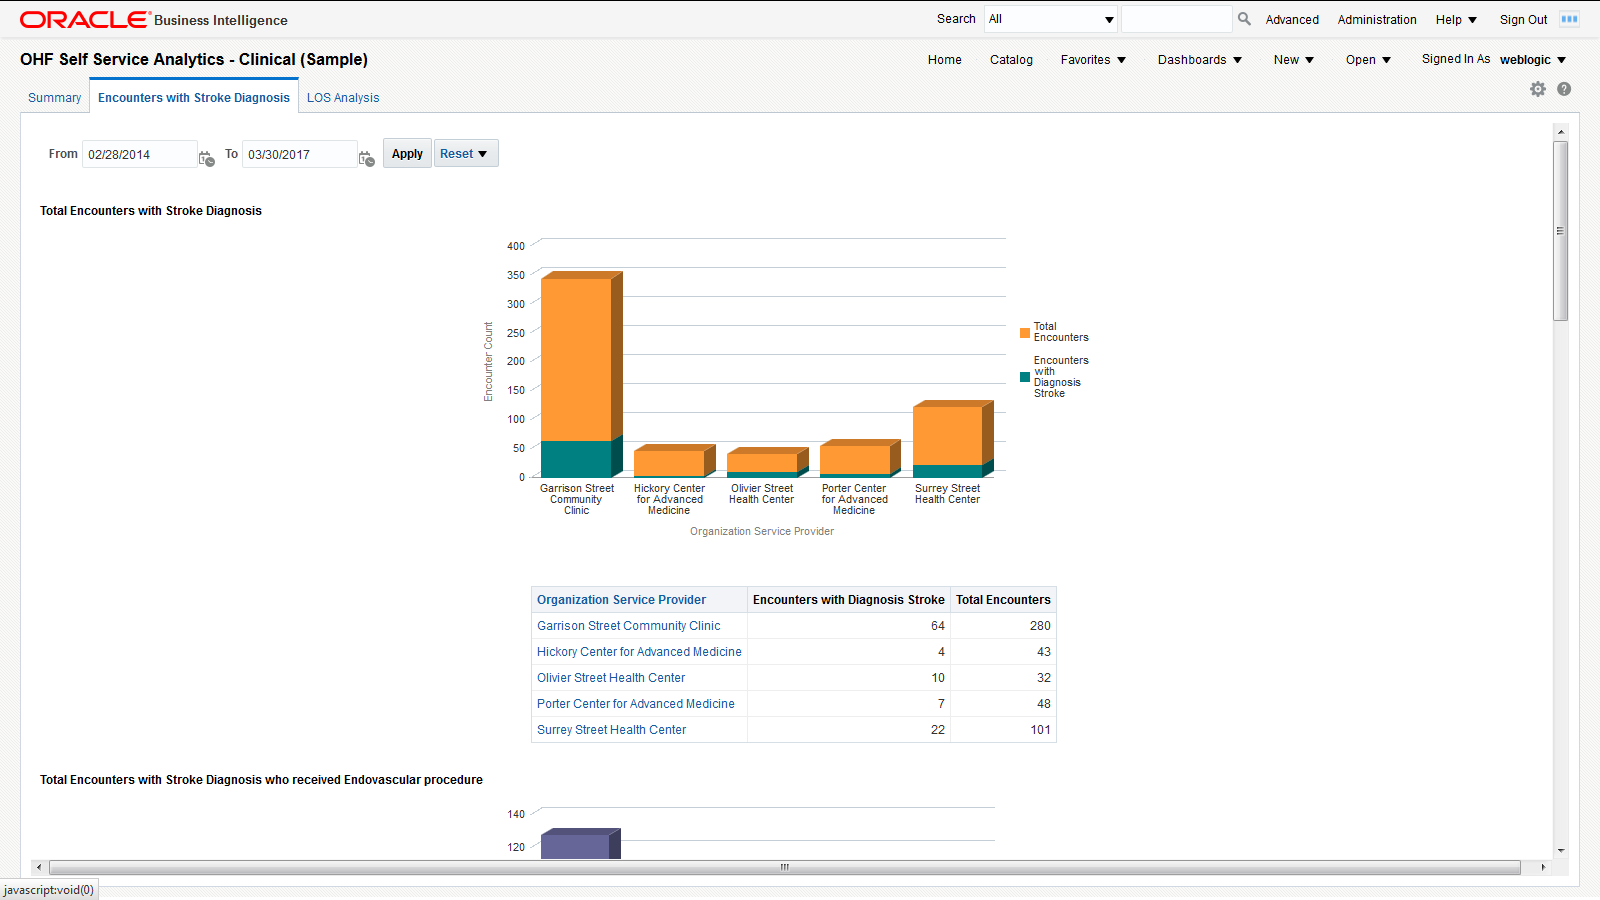 ORACLE Business Intelligence
Search All Advanced Administration Help Sign Out
OHF Self Service Analytics - Clinical (Sample)
Home Catalog Favorites Dashboards New Open Signed In As weblogic
Summary Encounters with Stroke Diagnosis LOS Analysis
From 02/28/2014 To 03/30/2017 Apply Reset
Total Encounters with Stroke Diagnosis
400
350
300
250
200
150
100
50
0
Encounter Count
Total
Encounters
Encounters
with
Diagnosis
Stroke
Garrison Street
Community
Clinic
Hickory Center
for Advanced
Medicine
Olivier Street
Health Center
Porter Center
for Advanced
Medicine
Surrey Street
Health Center
Organization Service Provider
Organization Service Provider Encounters with Diagnosis Stroke Total Encounters
Garrison Street Community Clinic 64 280
Hickory Center for Advanced Medicine 4 43
Olivier Street Health Center 10 32
Porter Center for Advanced Medicine 7 48
Surrey Street Health Center 22 101
Total Encounters with Stroke Diagnosis who received Endovascular procedure
140
120
javascript:void(0)